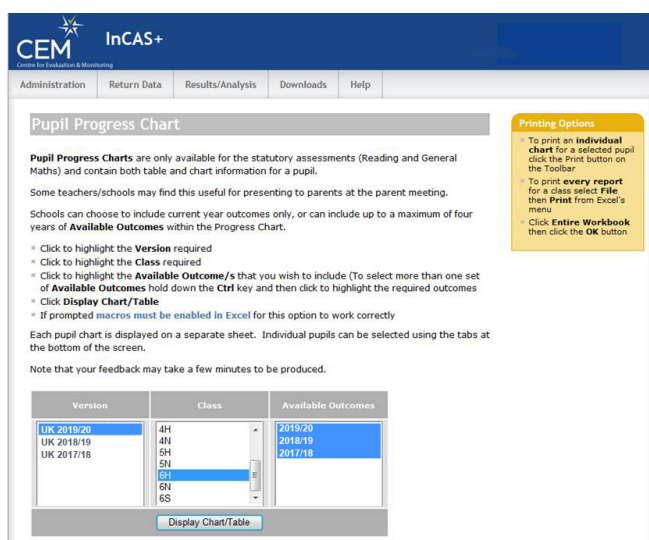 CEM
Centre for Evaluation & Monitoring
InCAS+
Administration Return Data Results/Analysis Downloads Help
Pupil Progress Chart
Pupil Progress Charts are only available for the statutory assessments (Reading and General
Maths) and contain both table and chart information for a pupil.
Some teachers/schools may find this useful for presenting to parents at the parent meeting.
Schools can choose to include current year outcomes only, or can include up to a maximum of four
years of Available Outcomes within the Progress Chart.
Click to highlight the Version required
Click to highlight the Class required
Click to highlight the Available Outcome/s that you wish to include (To select more than one set
of Available Outcomes hold down the Ctrl key and then click to highlight the required outcomes
Click Display Chart/Table
If prompted macros must be enabled in Excel for this option to work correctly
Each pupil chart is displayed on a separate sheet. Individual pupils can be selected using the tabs at
the bottom of the screen.
Note that your feedback may take a few minutes to be produced.
Version Class Available Outcomes
UK 2019/20
UK 2018/19
UK 2017/18
4H
4N
5H
5N
6H
6N
6S
2019/20
2018/19
2017/18
Display Chart/Table
Printing Options
To print an individual
chart for a selected pupil
click the Print button on
the Toolbar
To print every report
for a class select File
then Print from Excel's
menu
Click Entire Workbook
then click the OK button